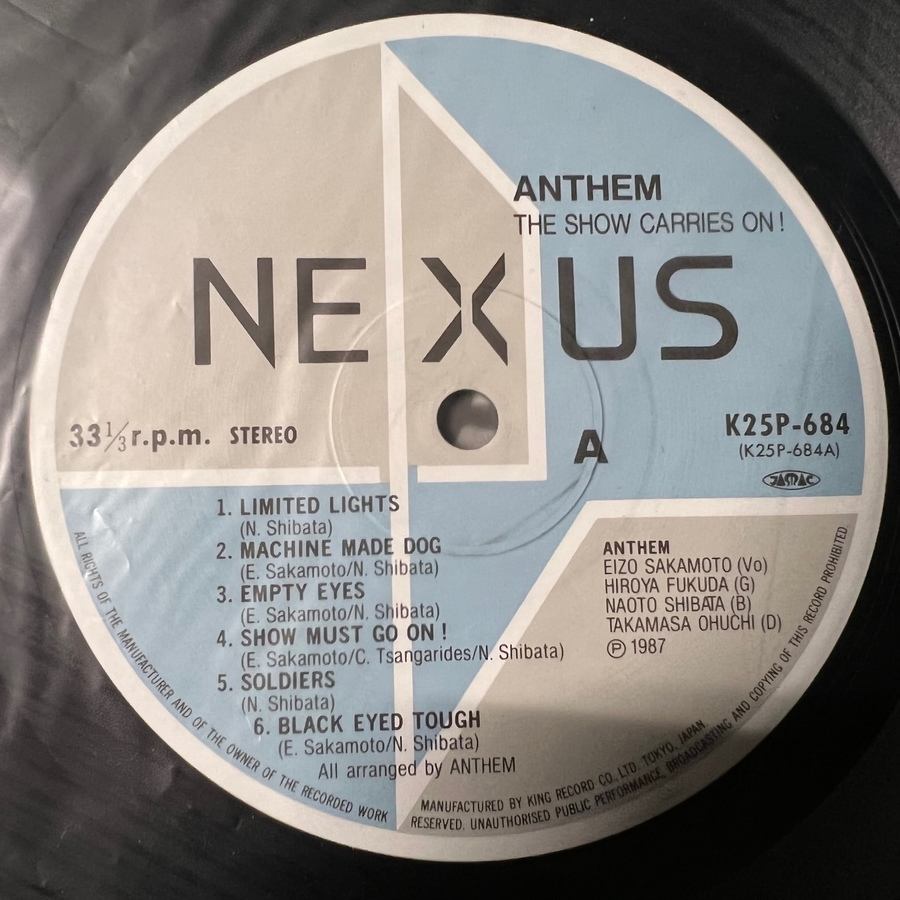 ANTHEM
THE SHOW CARRIES ON!
NEXUS
33 1/3 r.p.m. STEREO
A
K25P-684
(K25P-684A)
JASRAC
1. LIMITED LIGHTS
(N. Shibata)
2. MACHINE MADE DOG
(E. Sakamoto/N. Shibata)
3. EMPTY EYES
(E. Sakamoto/N. Shibata)
4. SHOW MUST GO ON!
(E. Sakamoto/C. Tsangarides/N. Shibata)
5. SOLDIERS
(N. Shibata)
6. BLACK EYED TOUGH
(E. Sakamoto/N. Shibata)
All arranged by ANTHEM
ANTHEM
EIZO SAKAMOTO (Vo)
HIROYA FUKUDA (G)
NAOTO SHIBATA (B)
TAKAMASA OHUCHI (D)
℗ 1987
MANUFACTURED BY KING RECORD CO., LTD. TOKYO, JAPAN.
ALL RIGHTS OF THE MANUFACTURER AND OF THE OWNER OF THE RECORDED WORK RESERVED. UNAUTHORISED PUBLIC PERFORMANCE, BROADCASTING AND COPYING OF THIS RECORD PROHIBITED